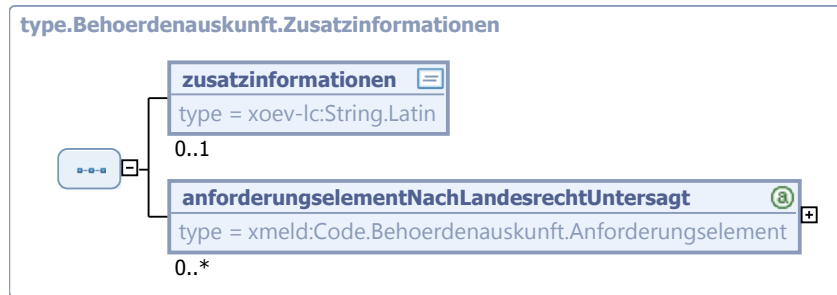 type.Behoerdenauskunft.Zusatzinformationen
zusatzinformationen
type = xoev-lc:String.Latin
0..1
anforderungselementNachLandesrechtUntersagt
a
type = xmeld:Code.Behoerdenauskunft.Anforderungselement
0..*